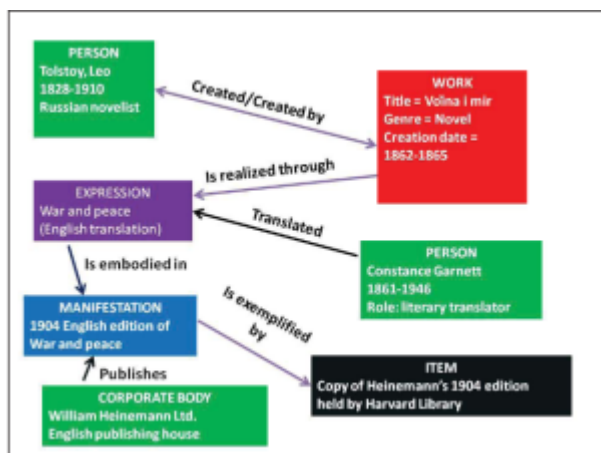 PERSON
Tolstoy, Leo
1828-1910
Russian novelist
Created/Created by
WORK
Title = Volna i mir
Genre = Novel
Creation date =
1862-1865
Is realized through
EXPRESSION
War and peace
(English translation)
Translated
PERSON
Constance Garnett
1861-1946
Role: literary translator
Is embodied in
MANIFESTATION
1904 English edition of
War and peace
Is exemplified
by
ITEM
Copy of Heinemann's 1904 edition
held by Harvard Library
Publishes
CORPORATE BODY
William Heinemann Ltd.
English publishing house